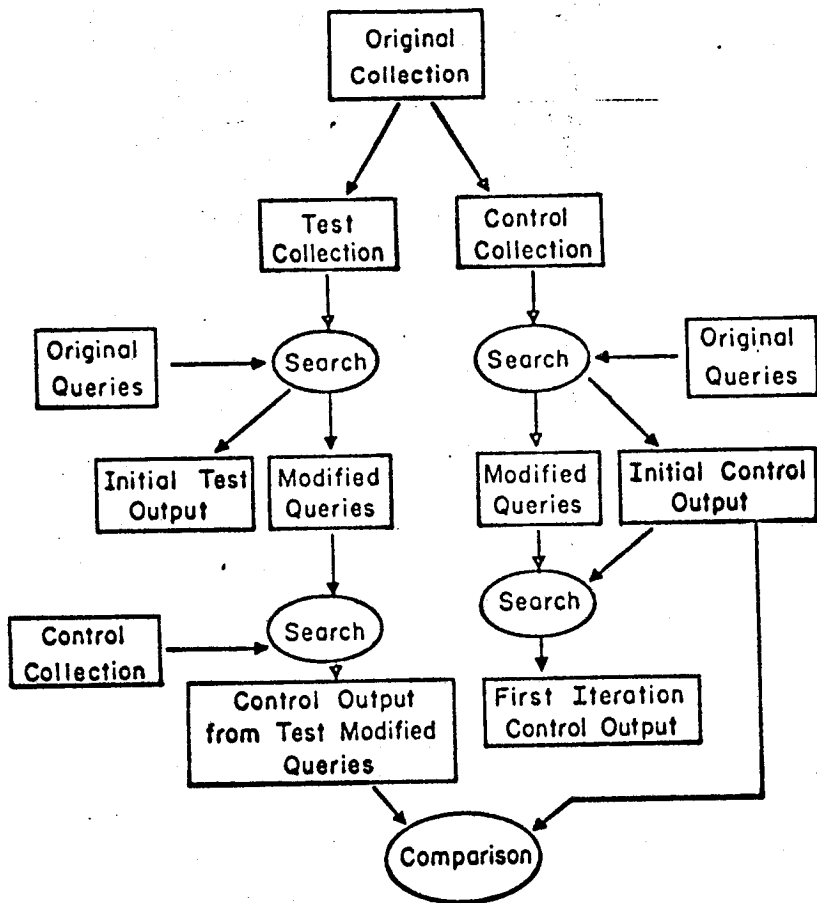 Original
Collection
Test
Collection
Control
Collection
Original
Queries
Search
Search
Original
Queries
Initial Test
Output
Modified
Queries
Modified
Queries
Initial Control
Output
Control
Collection
Search
Search
Control Output
from Test Modified
Queries
First Iteration
Control Output
Comparison